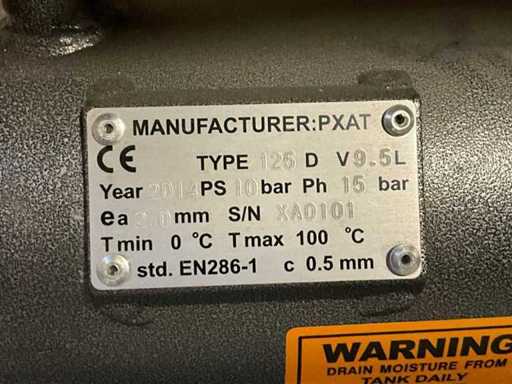 MANUFACTURER:PXAT
CE TYPE 125 D V 9.5L
Year 2014 PS 10 bar Ph 15 bar
ea 2.0 mm S/N XA0101
Tmin 0 °C Tmax 100 °C
std. EN286-1 c 0.5 mm
WARNING
DRAIN MOISTURE FROM
TANK DAILY